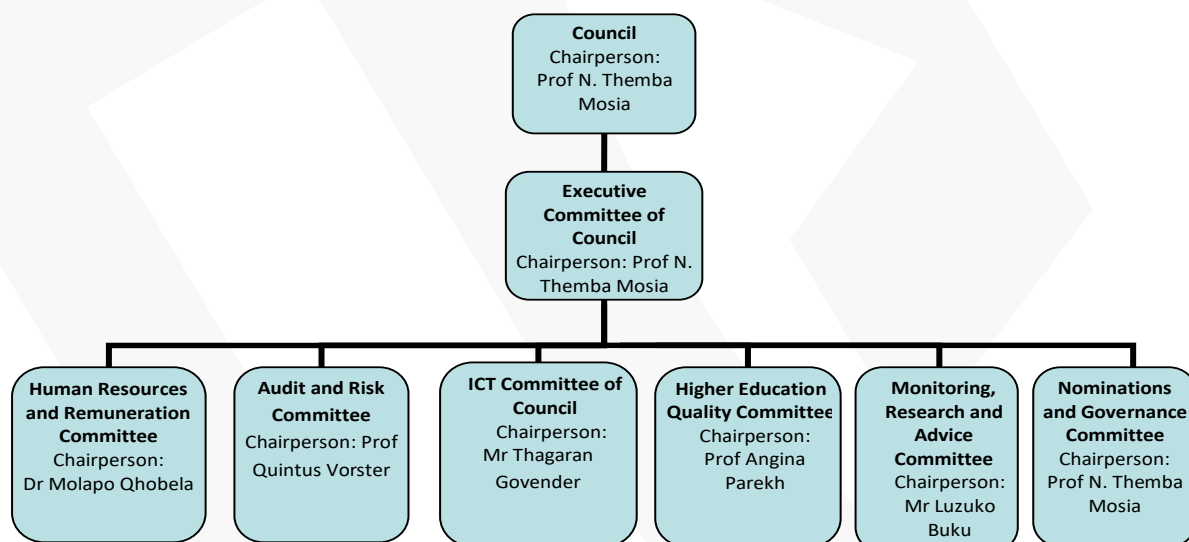 Council
Chairperson:
Prof N. Themba
Mosia
Executive
Committee of
Council
Chairperson: Prof N.
Themba Mosia
Human Resources
and Remuneration
Committee
Chairperson:
Dr Molapo Qhobela
Audit and Risk
Committee
Chairperson: Prof
Quintus Vorster
ICT Committee of
Council
Chairperson:
Mr Thagaran
Govender
Higher Education
Quality Committee
Chairperson:
Prof Angina
Parekh
Monitoring,
Research and
Advice
Committee
Chairperson:
Mr Luzuko
Buku
Nominations
and Governance
Committee
Chairperson:
Prof N. Themba
Mosia